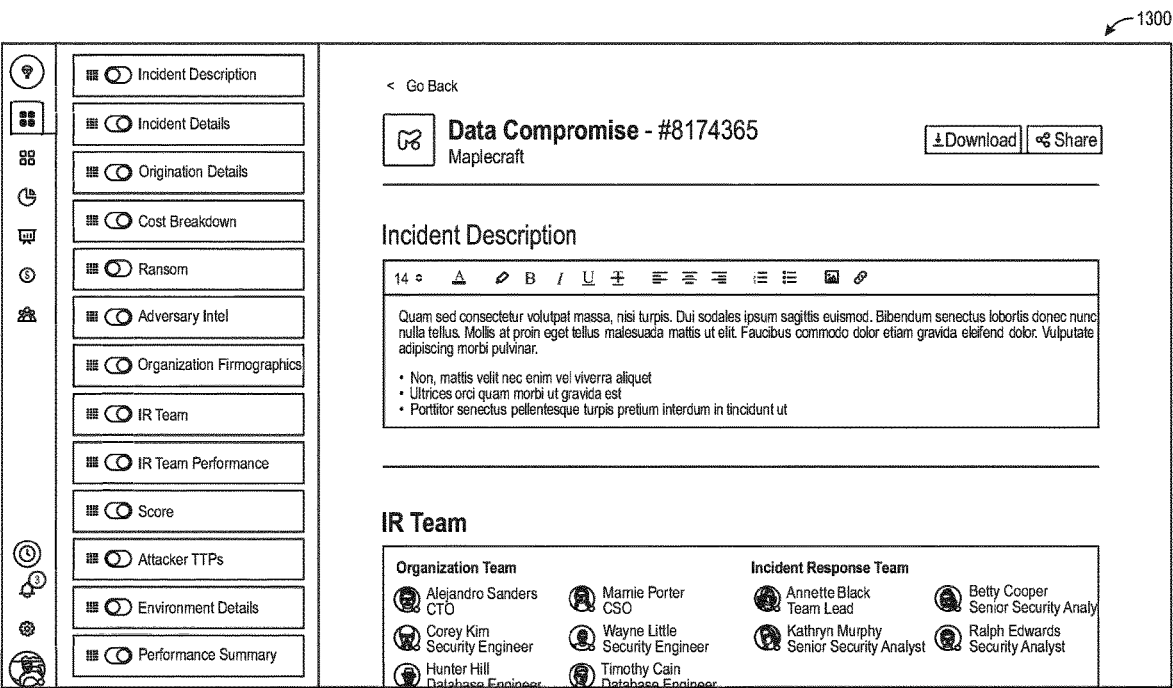 1300
Incident Description
Incident Details
Origination Details
Cost Breakdown
Ransom
Adversary Intel
Organization Firmographics
IR Team
IR Team Performance
Score
Attacker TTPs
Environment Details
Performance Summary
3
< Go Back
Data Compromise - #8174365
Maplecraft
Download
Share
Incident Description
14 A B I U T
Quam sed consectetur volutpat massa, nisi turpis. Dui sodales ipsum sagittis euismod. Bibendum senectus lobortis donec nunc
nulla tellus. Mollis at proin eget tellus malesuada mattis ut elit. Faucibus commodo dolor etiam gravida eleifend dolor. Vulputate
adipiscing morbi pulvinar.
• Non, mattis velit nec enim vel viverra aliquet
• Ultrices orci quam morbi ut gravida est
• Porttitor senectus pellentesque turpis pretium interdum in tincidunt ut
IR Team
Organization Team
Alejandro Sanders
CTO
Marnie Porter
CSO
Corey Kim
Security Engineer
Wayne Little
Security Engineer
Hunter Hill
Database Engineer
Timothy Cain
Database Engineer
Incident Response Team
Annette Black
Team Lead
Betty Cooper
Senior Security Analy
Kathryn Murphy
Senior Security Analyst
Ralph Edwards
Security Analyst